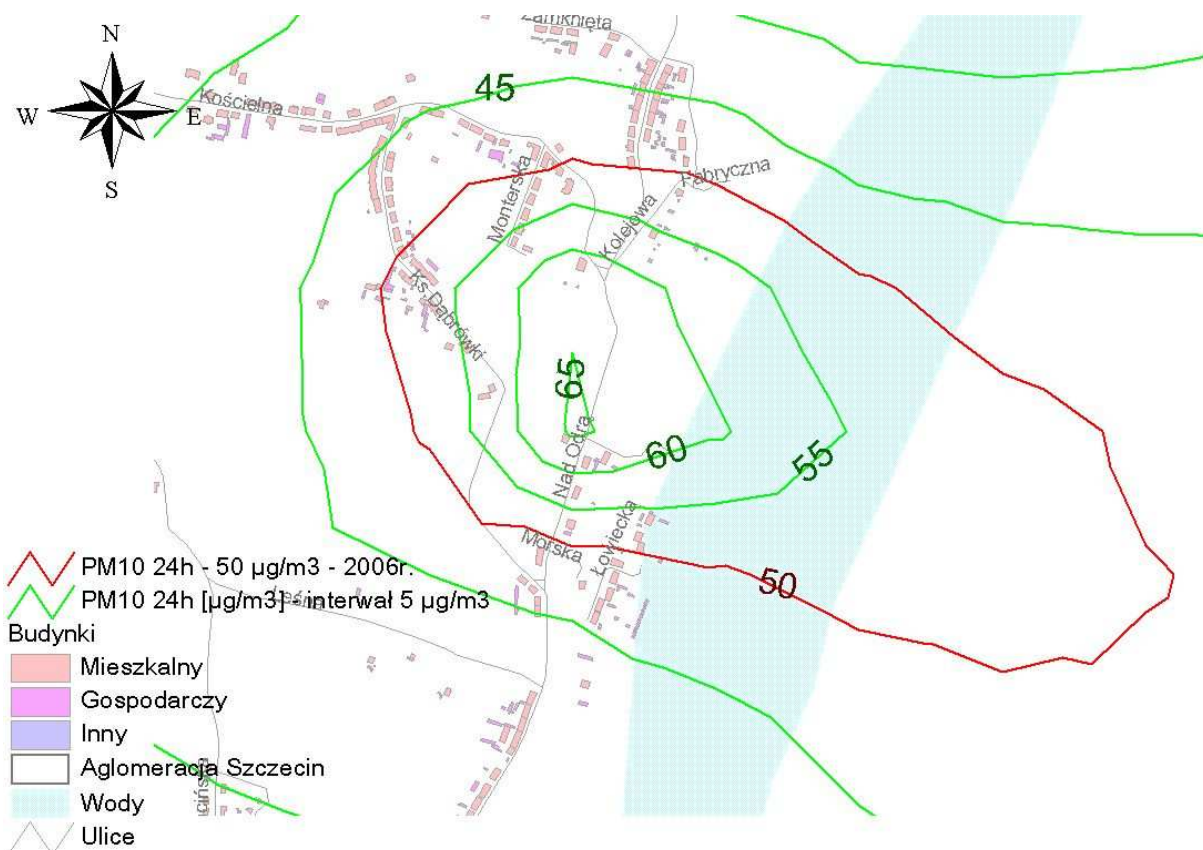 Zamknięta
N
45
Kościelna
W
E
S
Monterska
Fabryczna
Kolejowa
Ks.Dąbrówki
65
60
55
Nad Odrą
Łowiecka
Morska
50
PM10 24h - 50 µg/m3 - 2006r.
PM10 24h [µg/m3] - interwał 5 µg/m3
Leśna
Budynki
Mieszkalny
Gospodarczy
Inny
Aglomeracja Szczecin
Wody
cińska
Ulice